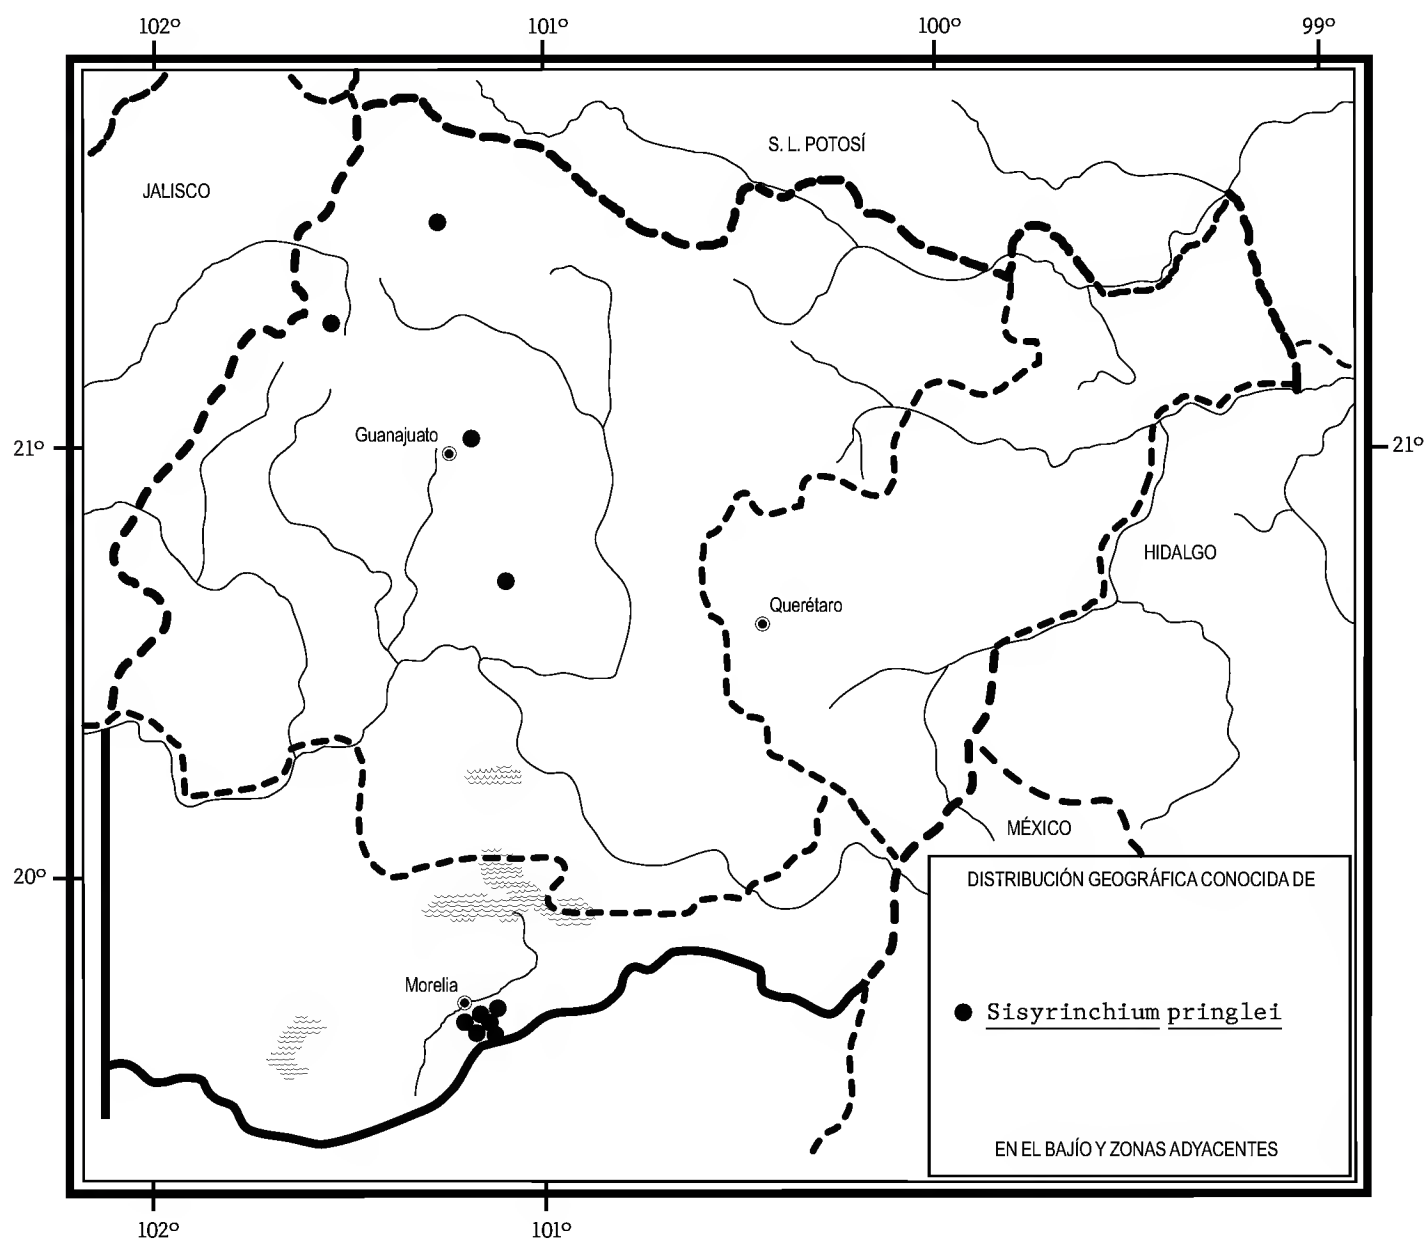 102º 101º 100º 99º
S. L. POTOSÍ
JALISCO
Guanajuato
21º 21º
HIDALGO
Querétaro
MÉXICO
20º
DISTRIBUCIÓN GEOGRÁFICA CONOCIDA DE
Morelia
Sisyrinchium pringlei
EN EL BAJÍO Y ZONAS ADYACENTES
102º 101º